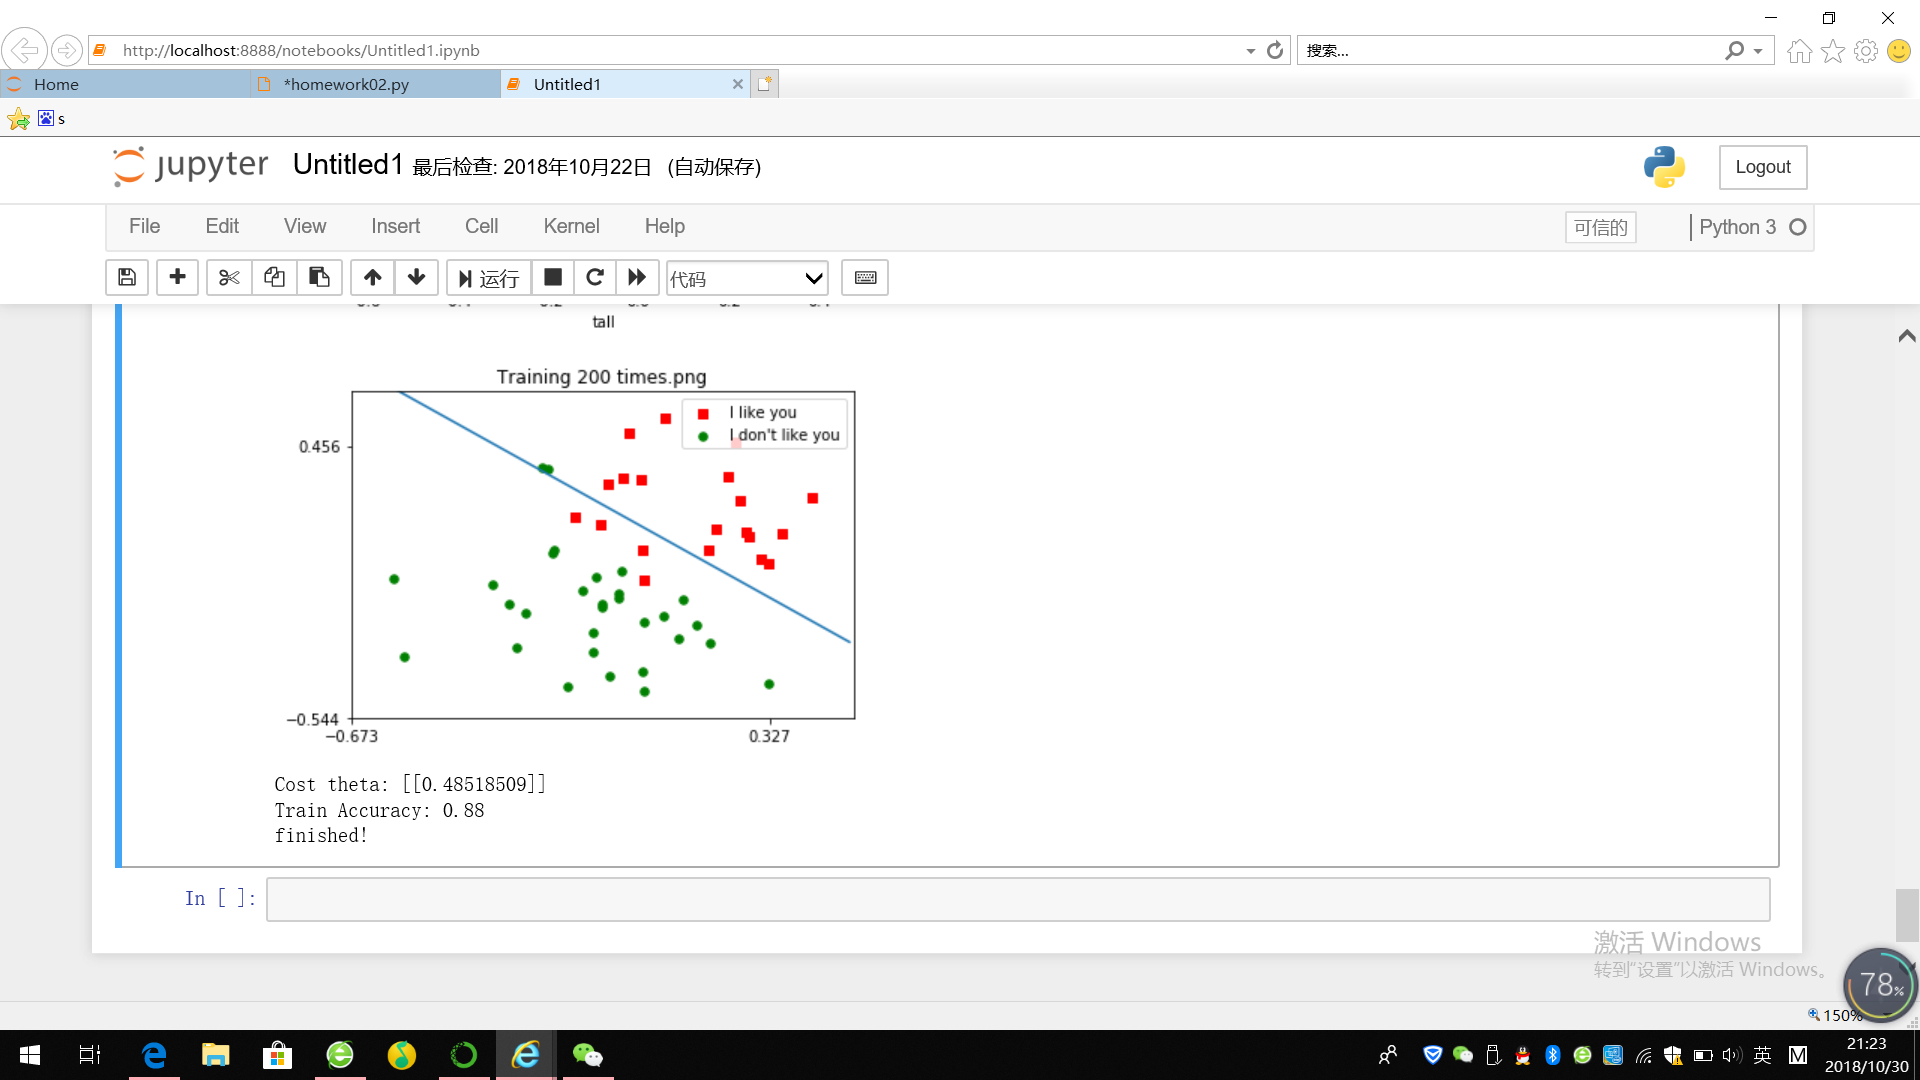 http://localhost:8888/notebooks/Untitled1.ipynb
搜索...
Home
*homework02.py
Untitled1
s
jupyter
Untitled1 最后检查: 2018年10月22日 (自动保存)
Logout
File Edit View Insert Cell Kernel Help
可信的
Python 3
运行
代码
tall
Training 200 times.png
I like you
I don't like you
0.456
−0.544
−0.673
0.327
Cost theta: [[0.48518509]]
Train Accuracy: 0.88
finished!
In [ ]:
激活 Windows
转到"设置"以激活 Windows。
78%
150%
英
M
21:23
2018/10/30